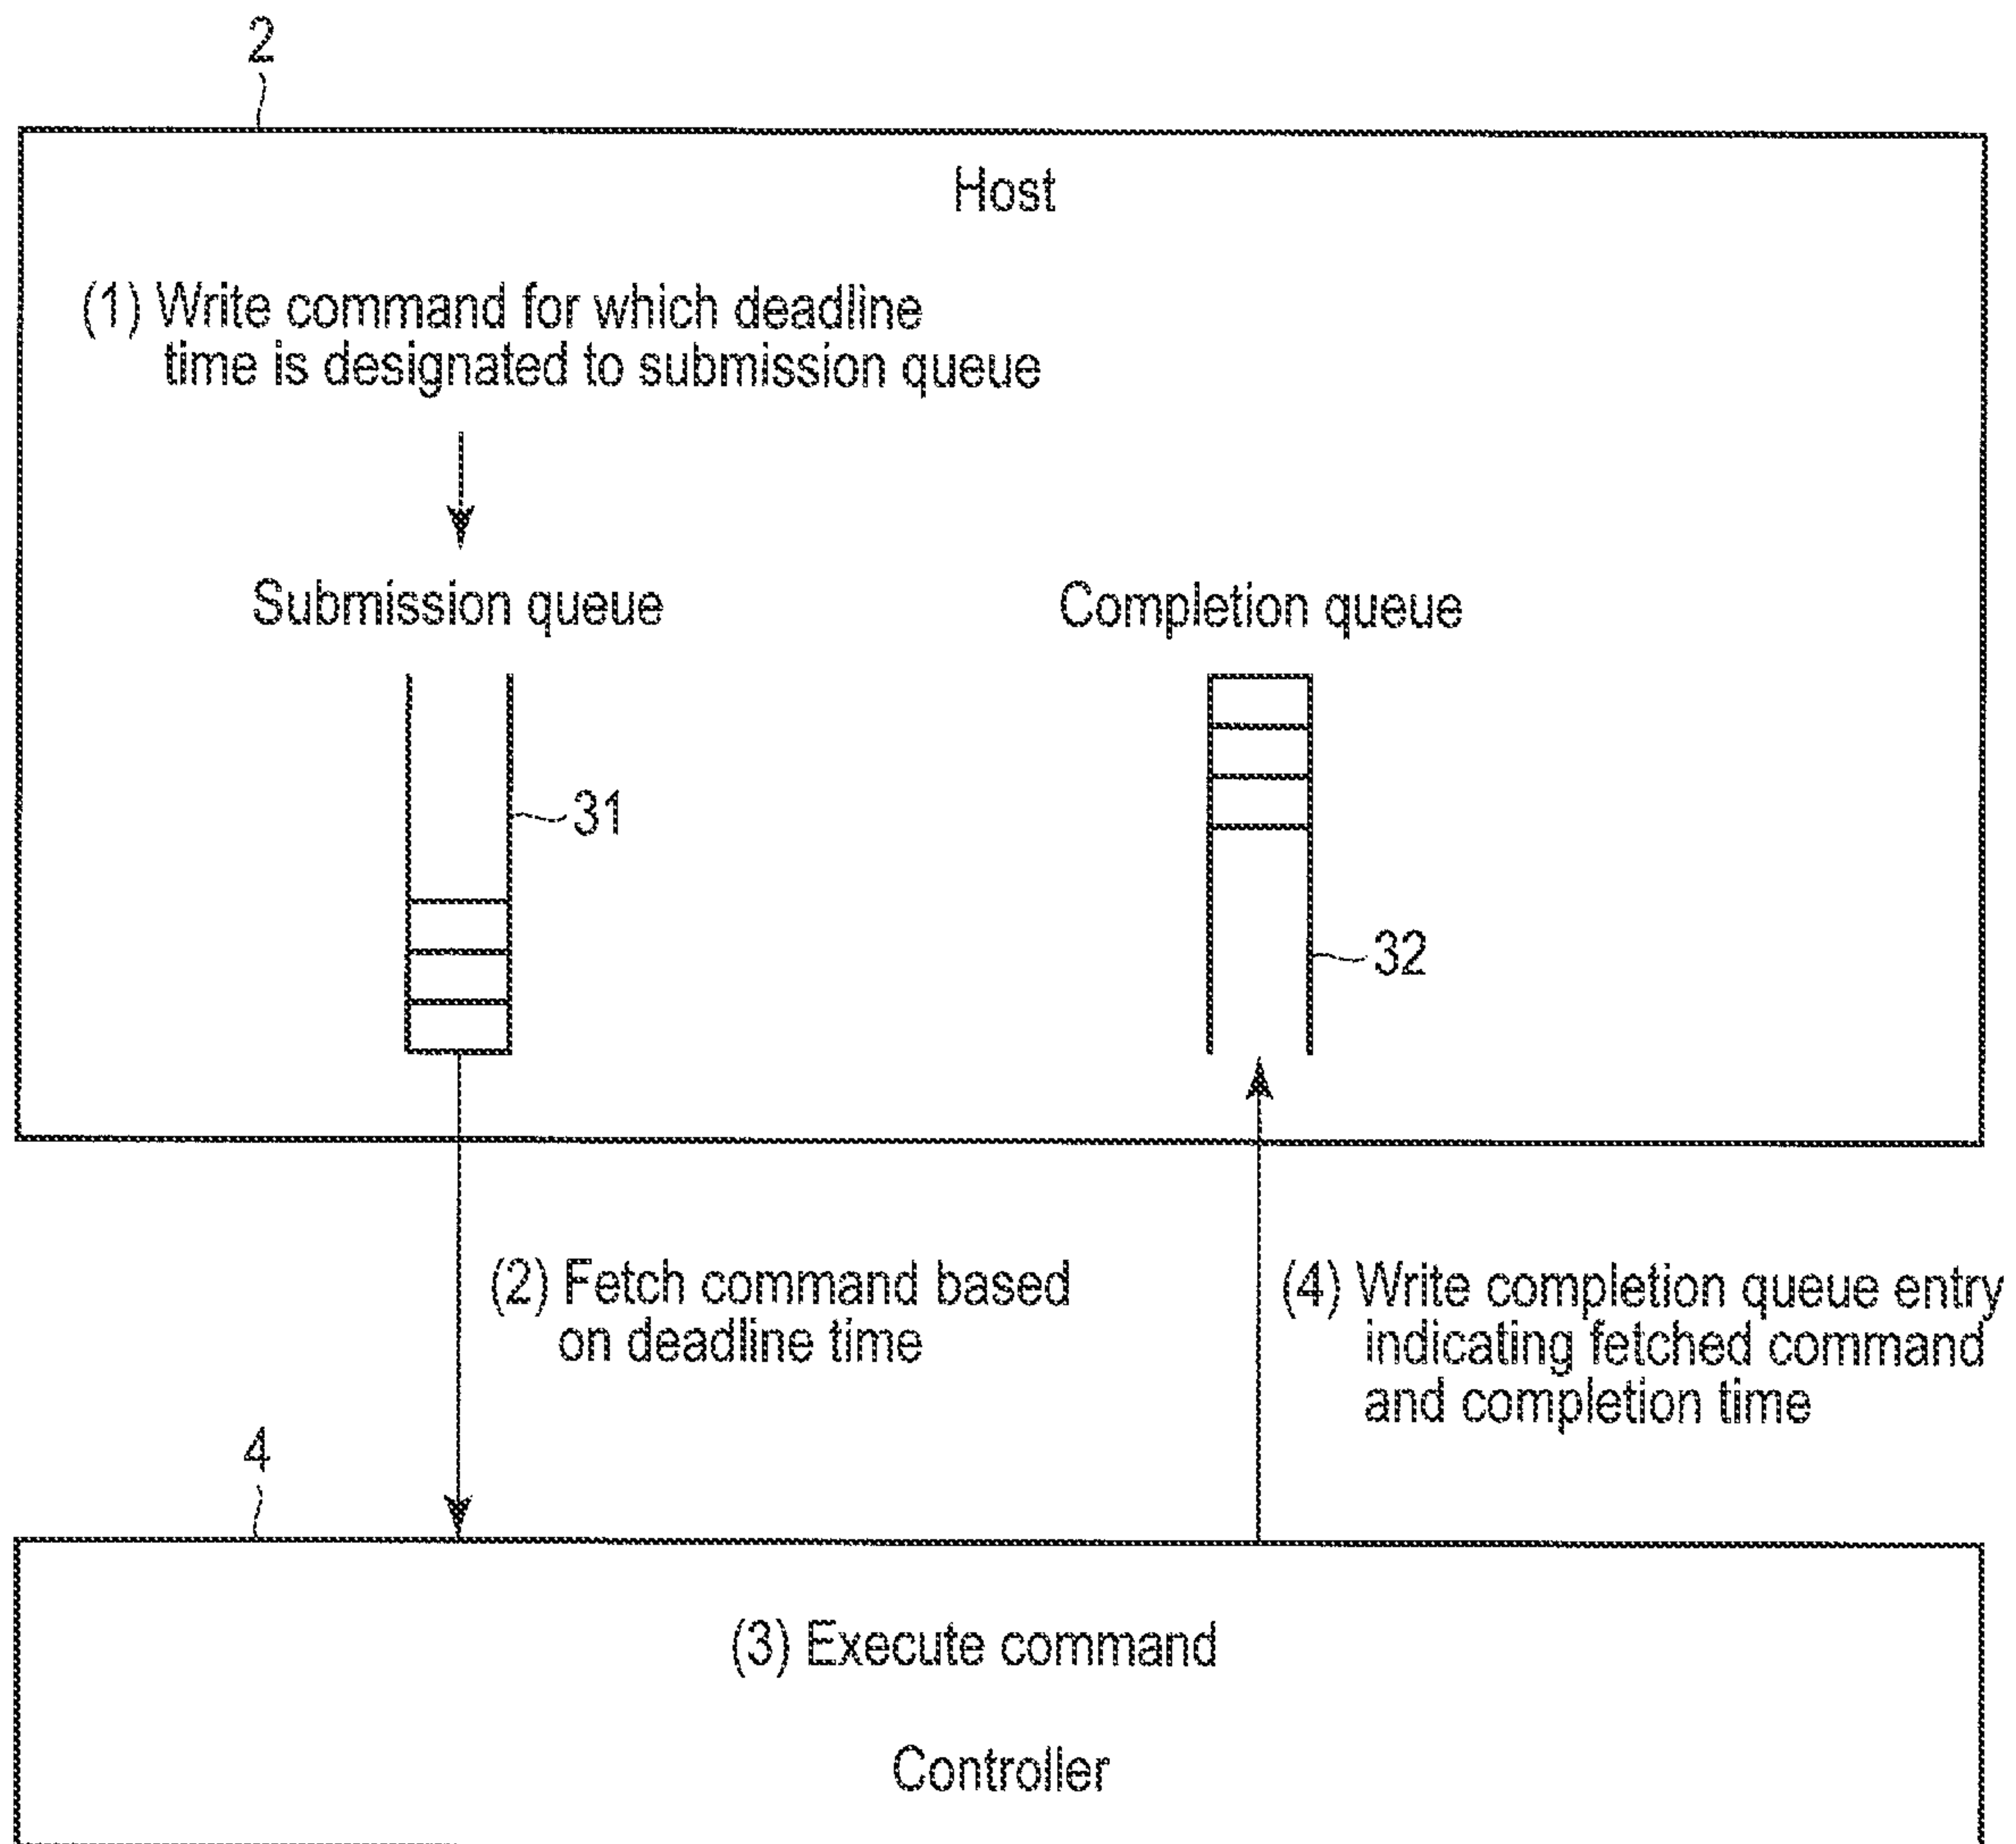 2
Host
(1) Write command for which deadline
time is designated to submission queue
Submission queue
Completion queue
31
32
(2) Fetch command based
on deadline time
(4) Write completion queue entry
indicating fetched command
and completion time
4
(3) Execute command
Controller